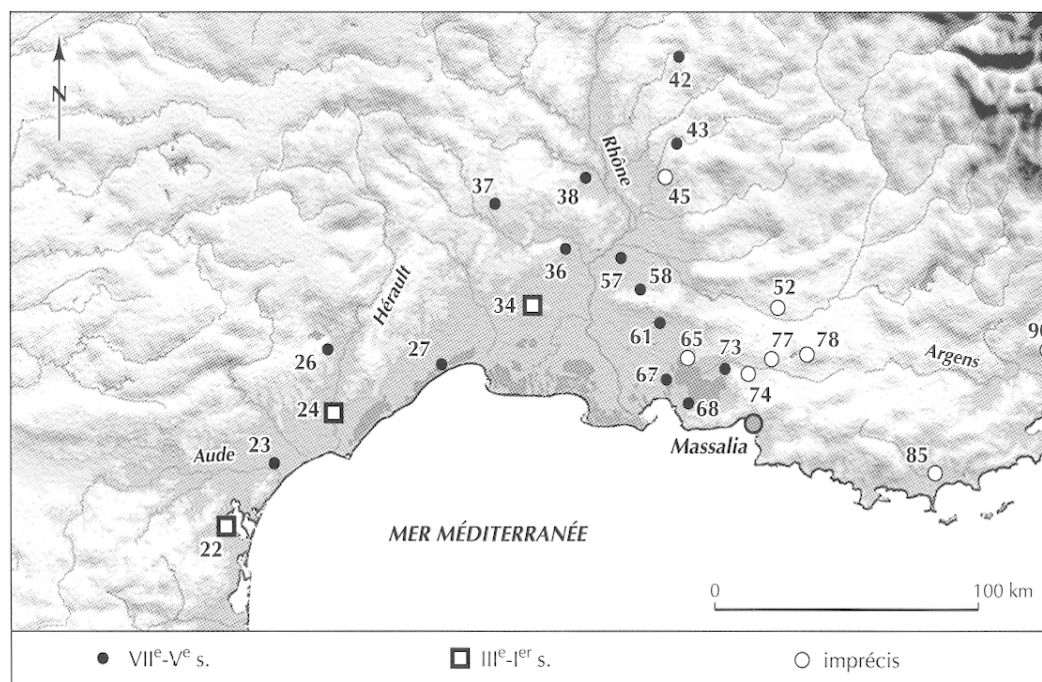 N
42
43
Rhône
45
38
37
36
57
58
Hérault
34
52
61
65
73
77
78
90
Argens
26
27
67
74
24
68
Massalia
Aude
23
85
22
MER MÉDITERRANÉE
0
100 km
VIIe-Ve s.
IIIe-Ier s.
imprécis